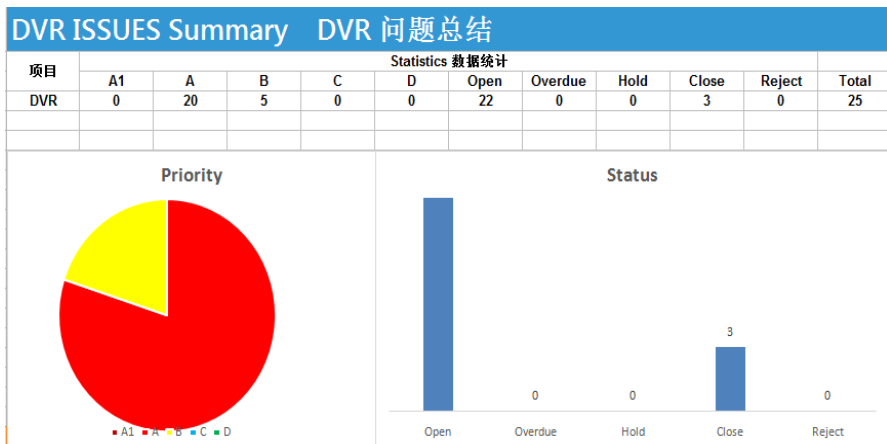 DVR ISSUES Summary DVR 问题总结
项目 Statistics 数据统计
A1 A B C D Open Overdue Hold Close Reject Total
DVR 0 20 5 0 0 22 0 0 3 0 25
Priority
A1 A B C D
Status
3
0 0 0
Open Overdue Hold Close Reject